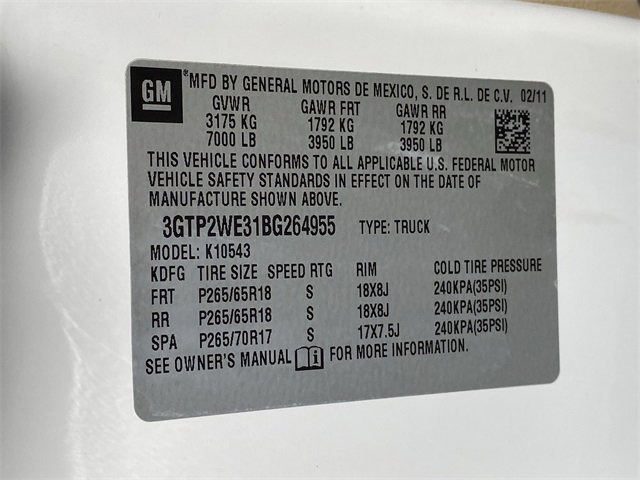 GM
*MFD BY GENERAL MOTORS DE MEXICO, S. DE R.L. DE C.V. 02/11
GVWR GAWR FRT GAWR RR
3175 KG 1792 KG 1792 KG
7000 LB 3950 LB 3950 LB
THIS VEHICLE CONFORMS TO ALL APPLICABLE U.S. FEDERAL MOTOR
VEHICLE SAFETY STANDARDS IN EFFECT ON THE DATE OF
MANUFACTURE SHOWN ABOVE.
3GTP2WE31BG264955 TYPE: TRUCK
MODEL: K10543
KDFG TIRE SIZE SPEED RTG RIM COLD TIRE PRESSURE
FRT P265/65R18 S 18X8J 240KPA(35PSI)
RR P265/65R18 S 18X8J 240KPA(35PSI)
SPA P265/70R17 S 17X7.5J 240KPA(35PSI)
SEE OWNER'S MANUAL FOR MORE INFORMATION.